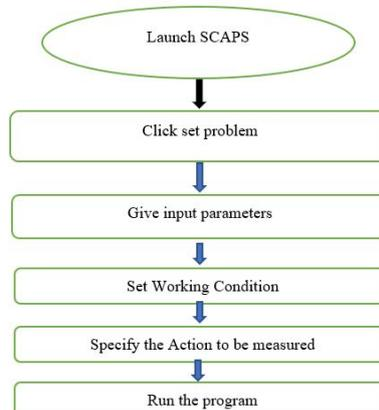 Launch SCAPS
Click set problem
Give input parameters
Set Working Condition
Specify the Action to be measured
Run the program